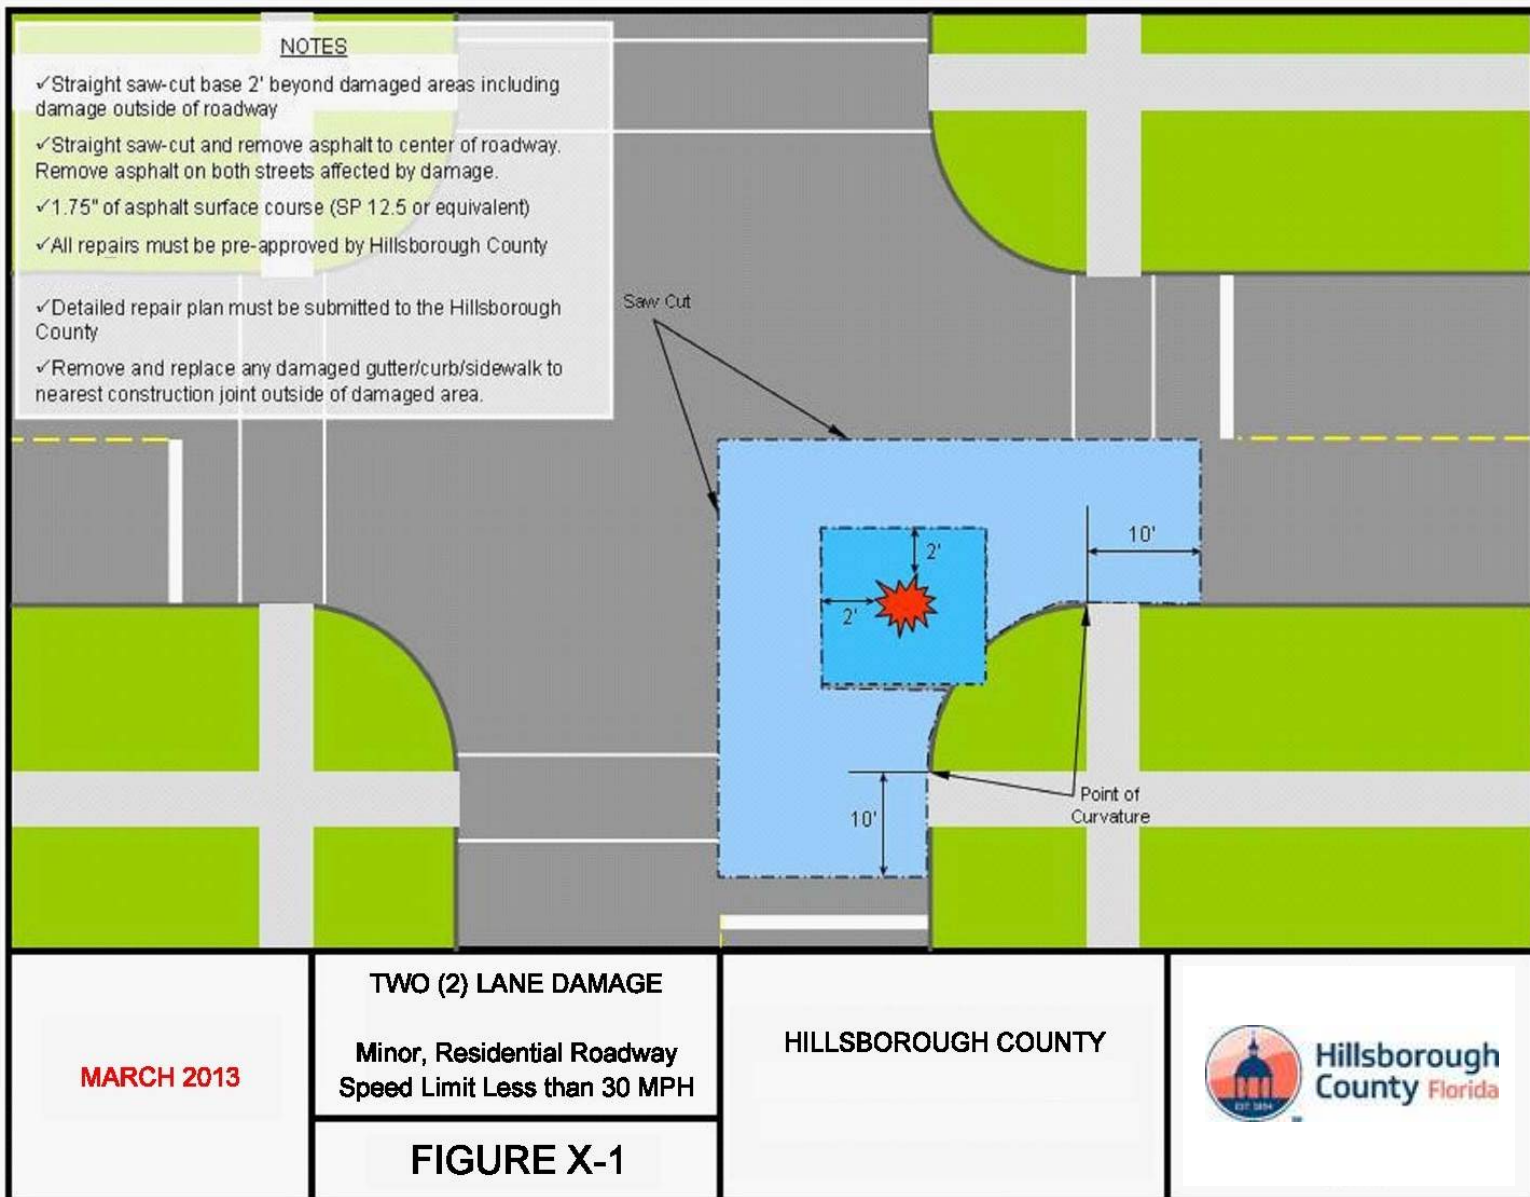 NOTES
✓Straight saw-cut base 2' beyond damaged areas including
damage outside of roadway
✓Straight saw-cut and remove asphalt to center of roadway.
Remove asphalt on both streets affected by damage.
✓1.75" of asphalt surface course (SP 12.5 or equivalent)
✓All repairs must be pre-approved by Hillsborough County
✓Detailed repair plan must be submitted to the Hillsborough
County
✓Remove and replace any damaged gutter/curb/sidewalk to
nearest construction joint outside of damaged area.
Saw Cut
10'
2'
2'
Point of
Curvature
10'
MARCH 2013
TWO (2) LANE DAMAGE
Minor, Residential Roadway
Speed Limit Less than 30 MPH
FIGURE X-1
HILLSBOROUGH COUNTY
EST. 1834
Hillsborough
County Florida